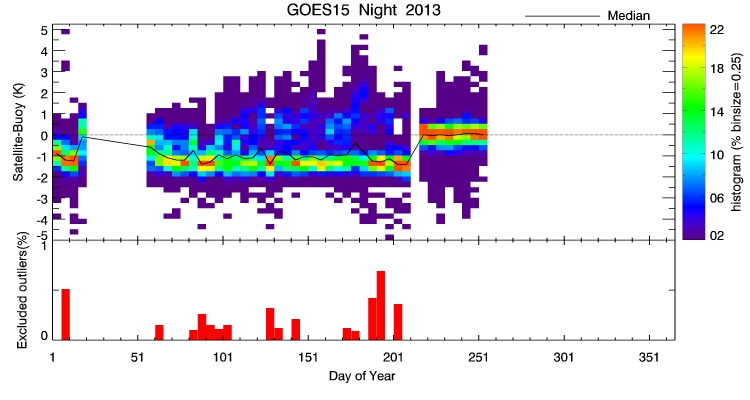 GOES15 Night 2013
Median
Satellite-Buoy (K)
5
4
3
2
1
0
-1
-2
-3
-4
-5
22
18
14
10
06
02
histogram (% binsize=0.25)
Excluded outliers(%)
1
0
1 51 101 151 201 251 301 351
Day of Year